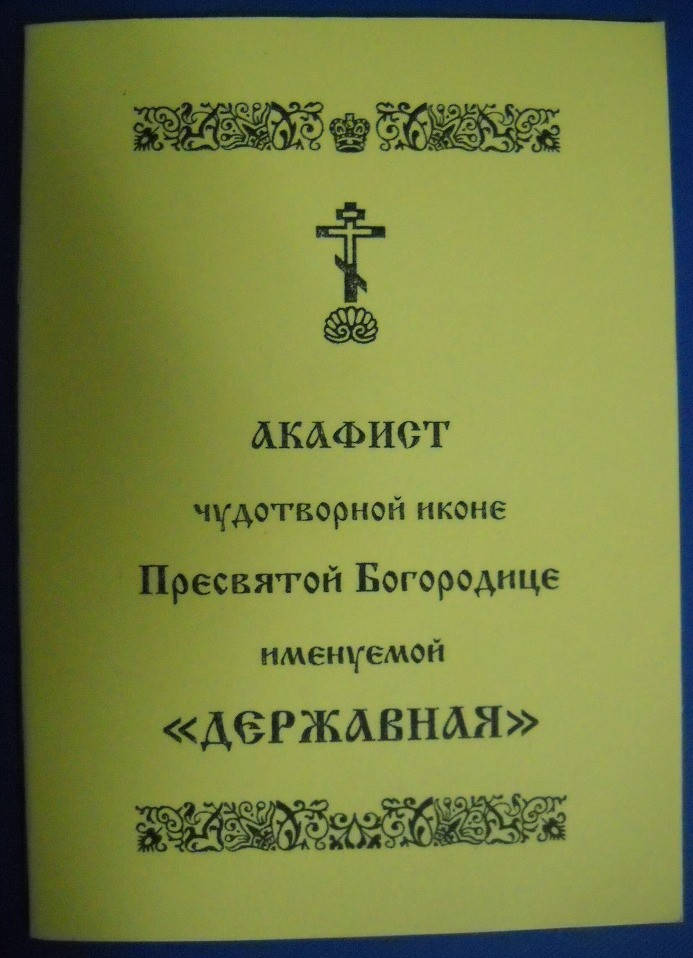 АКАФИСТ
чудотворной иконе
Пресвятой Богородице
именуемой
«ДЕРЖАВНАЯ»